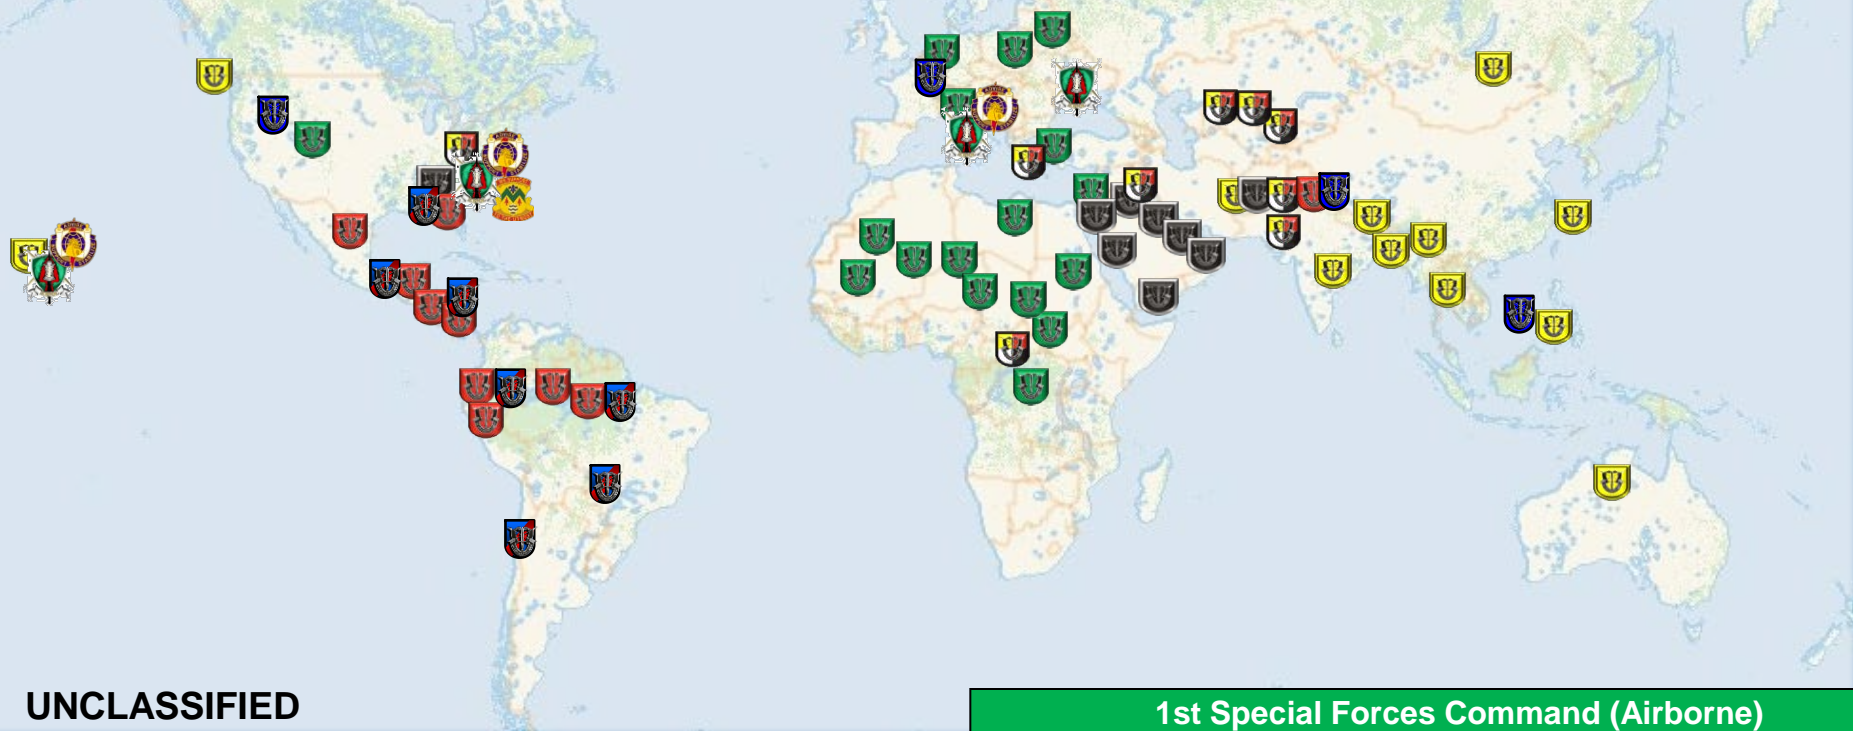 UNCLASSIFIED
1st Special Forces Command (Airborne)